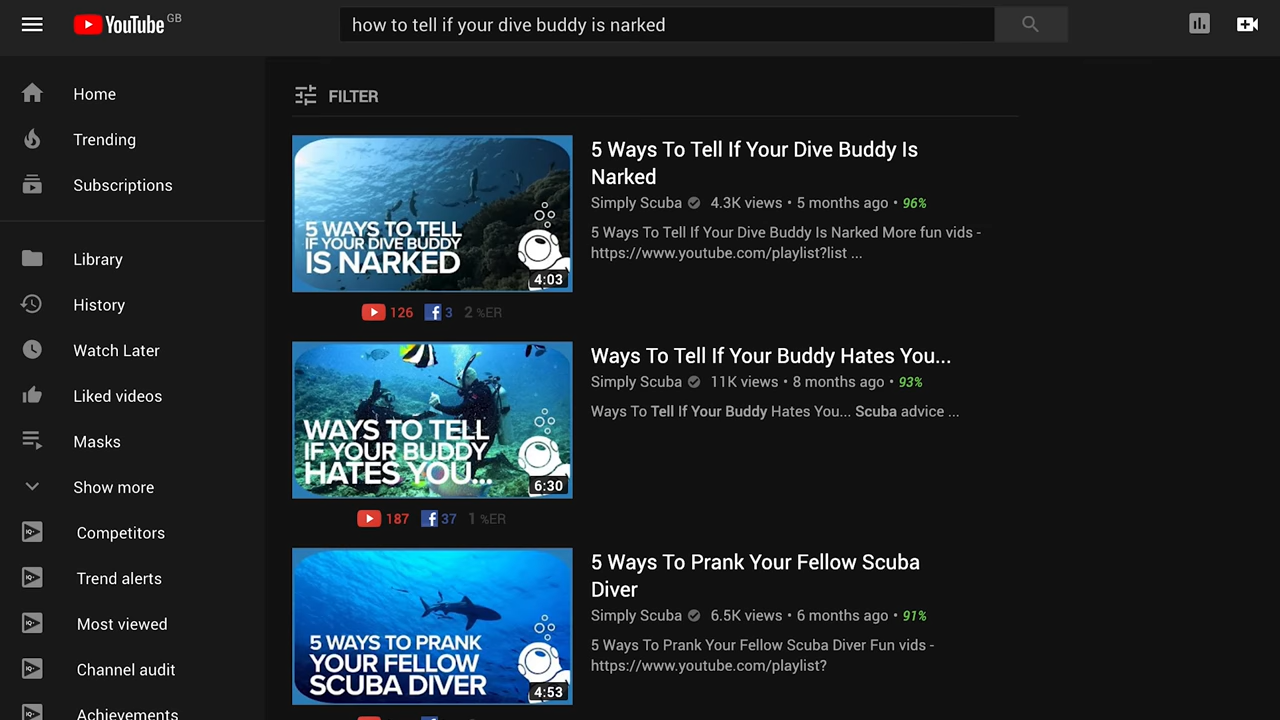 YouTube GB
how to tell if your dive buddy is narked
Home
Trending
Subscriptions
Library
History
Watch Later
Liked videos
Masks
Show more
Competitors
Trend alerts
Most viewed
Channel audit
Achievements
FILTER
5 WAYS TO TELL
IF YOUR DIVE BUDDY
IS NARKED
4:03
126 3 2 %ER
5 Ways To Tell If Your Dive Buddy Is
Narked
Simply Scuba 4.3K views • 5 months ago • 96%
5 Ways To Tell If Your Dive Buddy Is Narked More fun vids -
https://www.youtube.com/playlist?list ...
WAYS TO TELL
IF YOUR BUDDY
HATES YOU...
6:30
187 37 1 %ER
Ways To Tell If Your Buddy Hates You...
Simply Scuba 11K views • 8 months ago • 93%
Ways To Tell If Your Buddy Hates You... Scuba advice ...
5 WAYS TO PRANK
YOUR FELLOW
SCUBA DIVER
4:53
5 Ways To Prank Your Fellow Scuba
Diver
Simply Scuba 6.5K views • 6 months ago • 91%
5 Ways To Prank Your Fellow Scuba Diver Fun vids -
https://www.youtube.com/playlist?